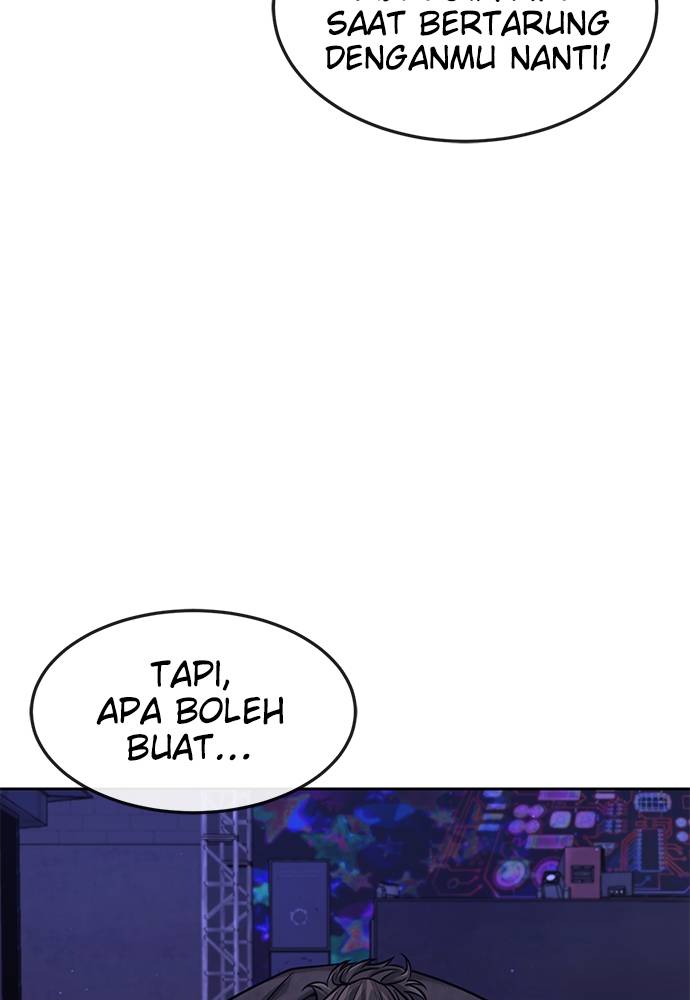 SAAT BERTARUNG
DENGANMU NANTI!
TAPI,
APA BOLEH
BUAT...